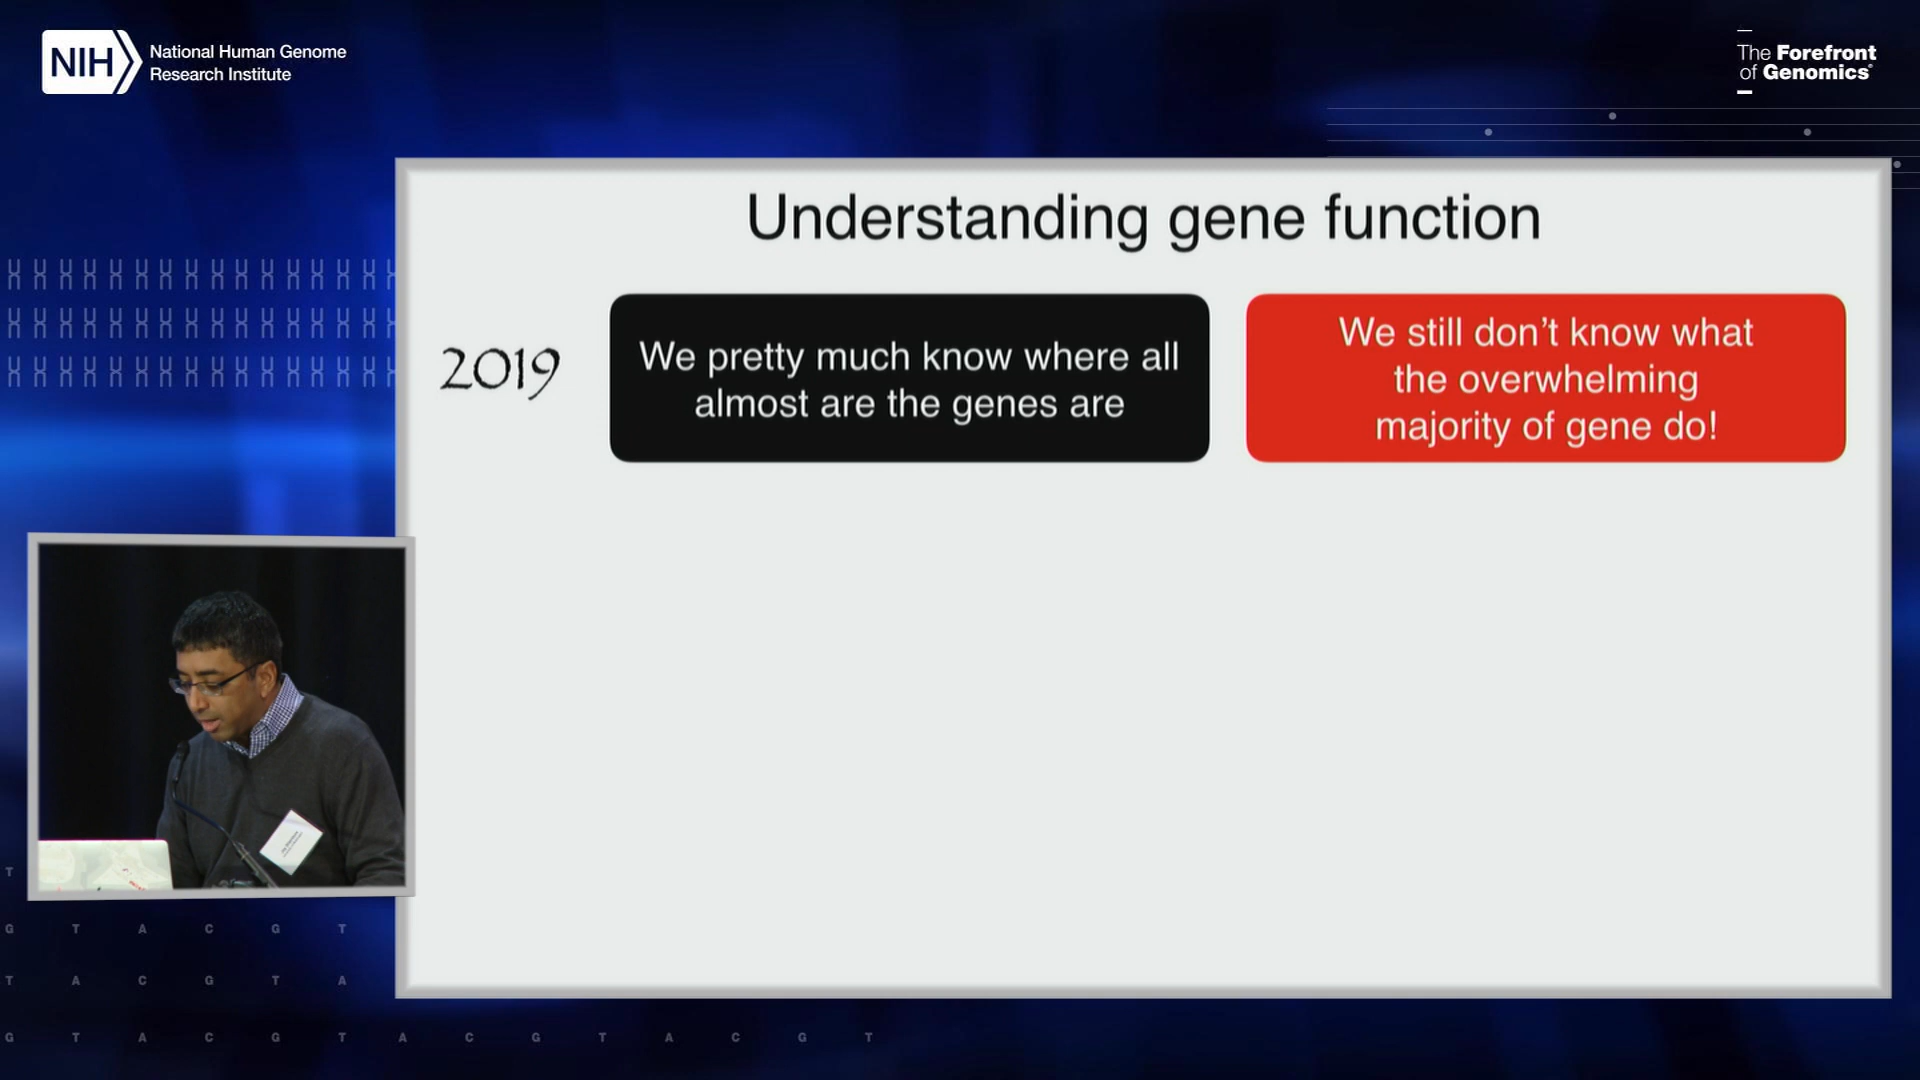 NIH
National Human Genome
Research Institute
The Forefront
of Genomics®
Understanding gene function
2019
We pretty much know where all
almost are the genes are
We still don't know what
the overwhelming
majority of gene do!
T
G T A C G T
T A C G T A
G T A C G T A C G T A C G T